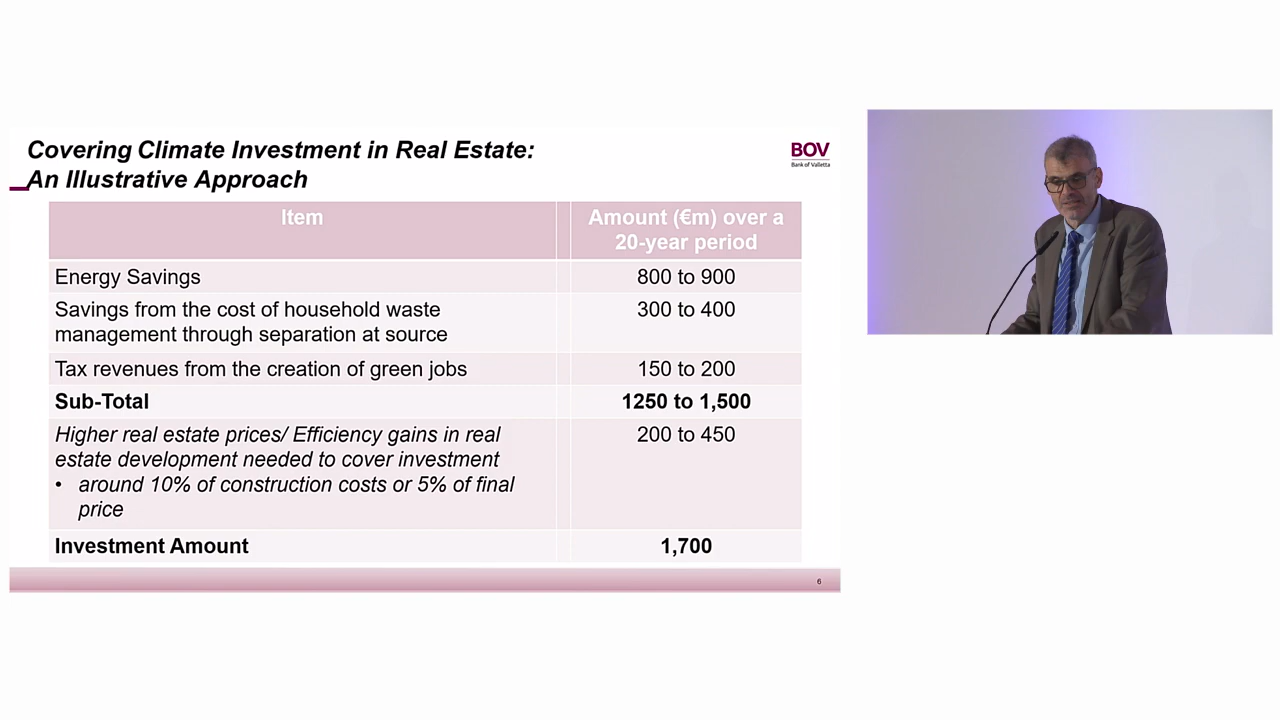 Covering Climate Investment in Real Estate:
An Illustrative Approach
BOV
Bank of Valletta
Item
Amount (€m) over a
20-year period
Energy Savings
800 to 900
Savings from the cost of household waste
management through separation at source
300 to 400
Tax revenues from the creation of green jobs
150 to 200
Sub-Total
1250 to 1,500
Higher real estate prices/ Efficiency gains in real
estate development needed to cover investment
• around 10% of construction costs or 5% of final
price
200 to 450
Investment Amount
1,700
6